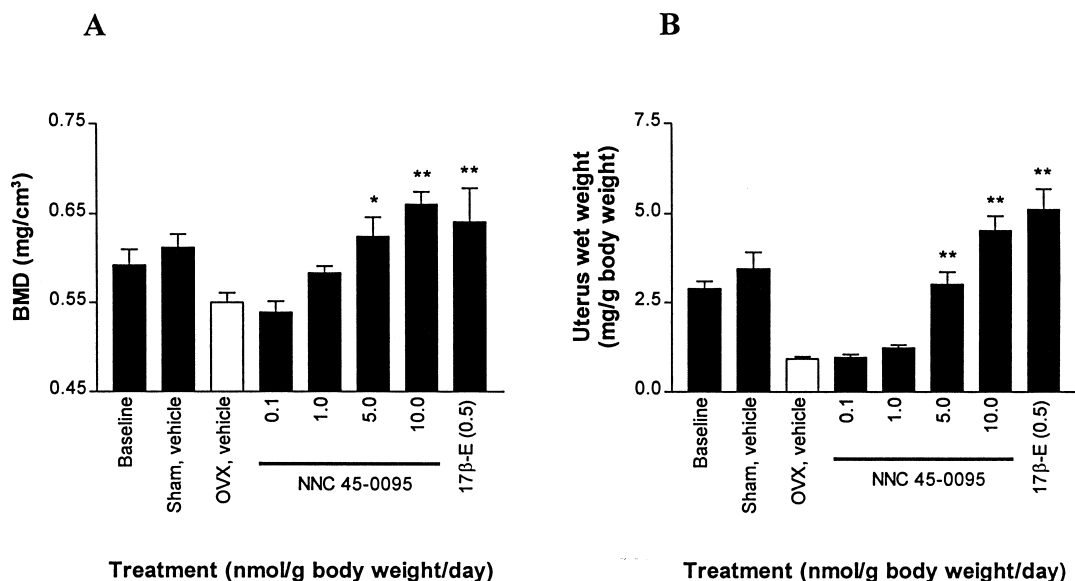 A
BMD (mg/cm³)
0.75
0.65
0.55
0.45
*
**
**
Baseline
Sham, vehicle
OVX, vehicle
0.1
1.0
5.0
10.0
17β-E (0.5)
NNC 45-0095
Treatment (nmol/g body weight/day)
B
Uterus wet weight
(mg/g body weight)
7.5
5.0
2.5
0.0
**
**
**
Baseline
Sham, vehicle
OVX, vehicle
0.1
1.0
5.0
10.0
17β-E (0.5)
NNC 45-0095
Treatment (nmol/g body weight/day)